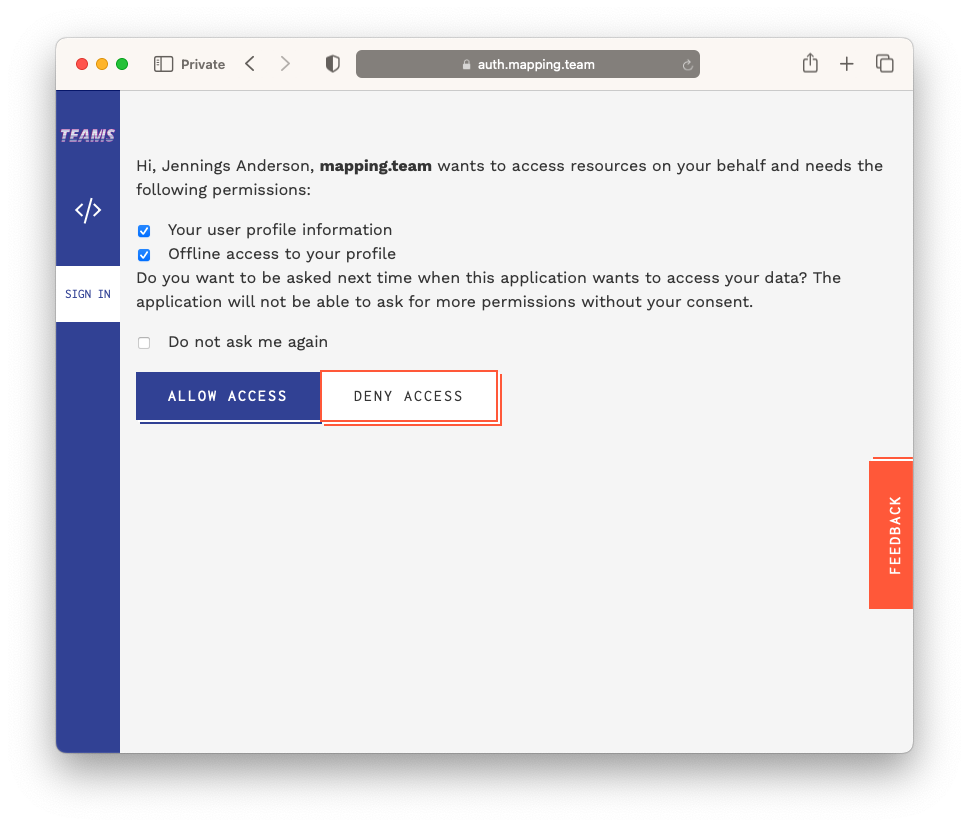 Private
auth.mapping.team
TEAMS
</>
SIGN IN
Hi, Jennings Anderson, mapping.team wants to access resources on your behalf and needs the
following permissions:
Your user profile information
Offline access to your profile
Do you want to be asked next time when this application wants to access your data? The
application will not be able to ask for more permissions without your consent.
Do not ask me again
ALLOW ACCESS
DENY ACCESS
FEEDBACK